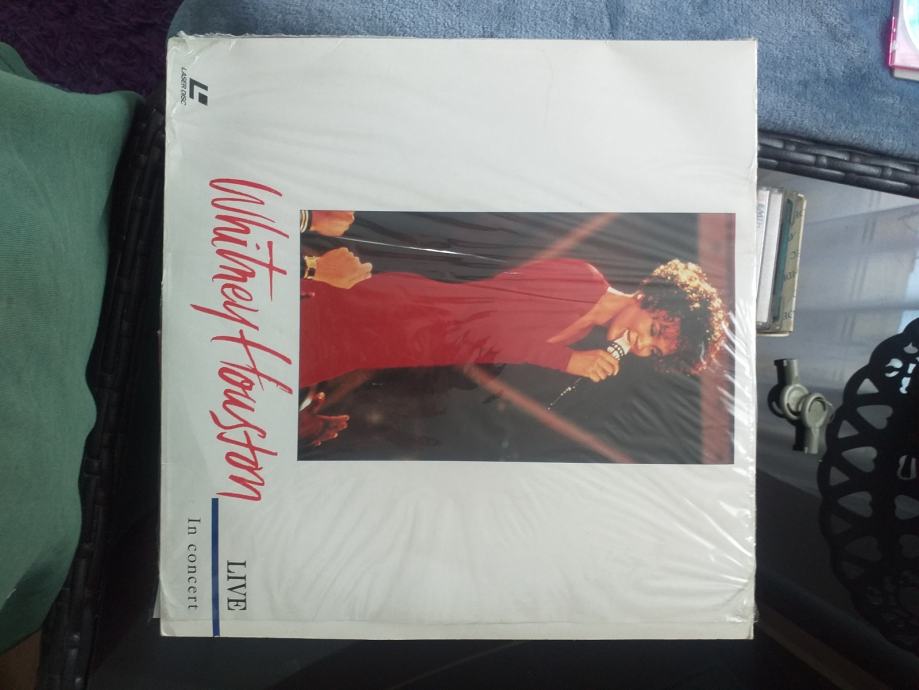 LASER DISC
Whitney Houston
LIVE
In concert